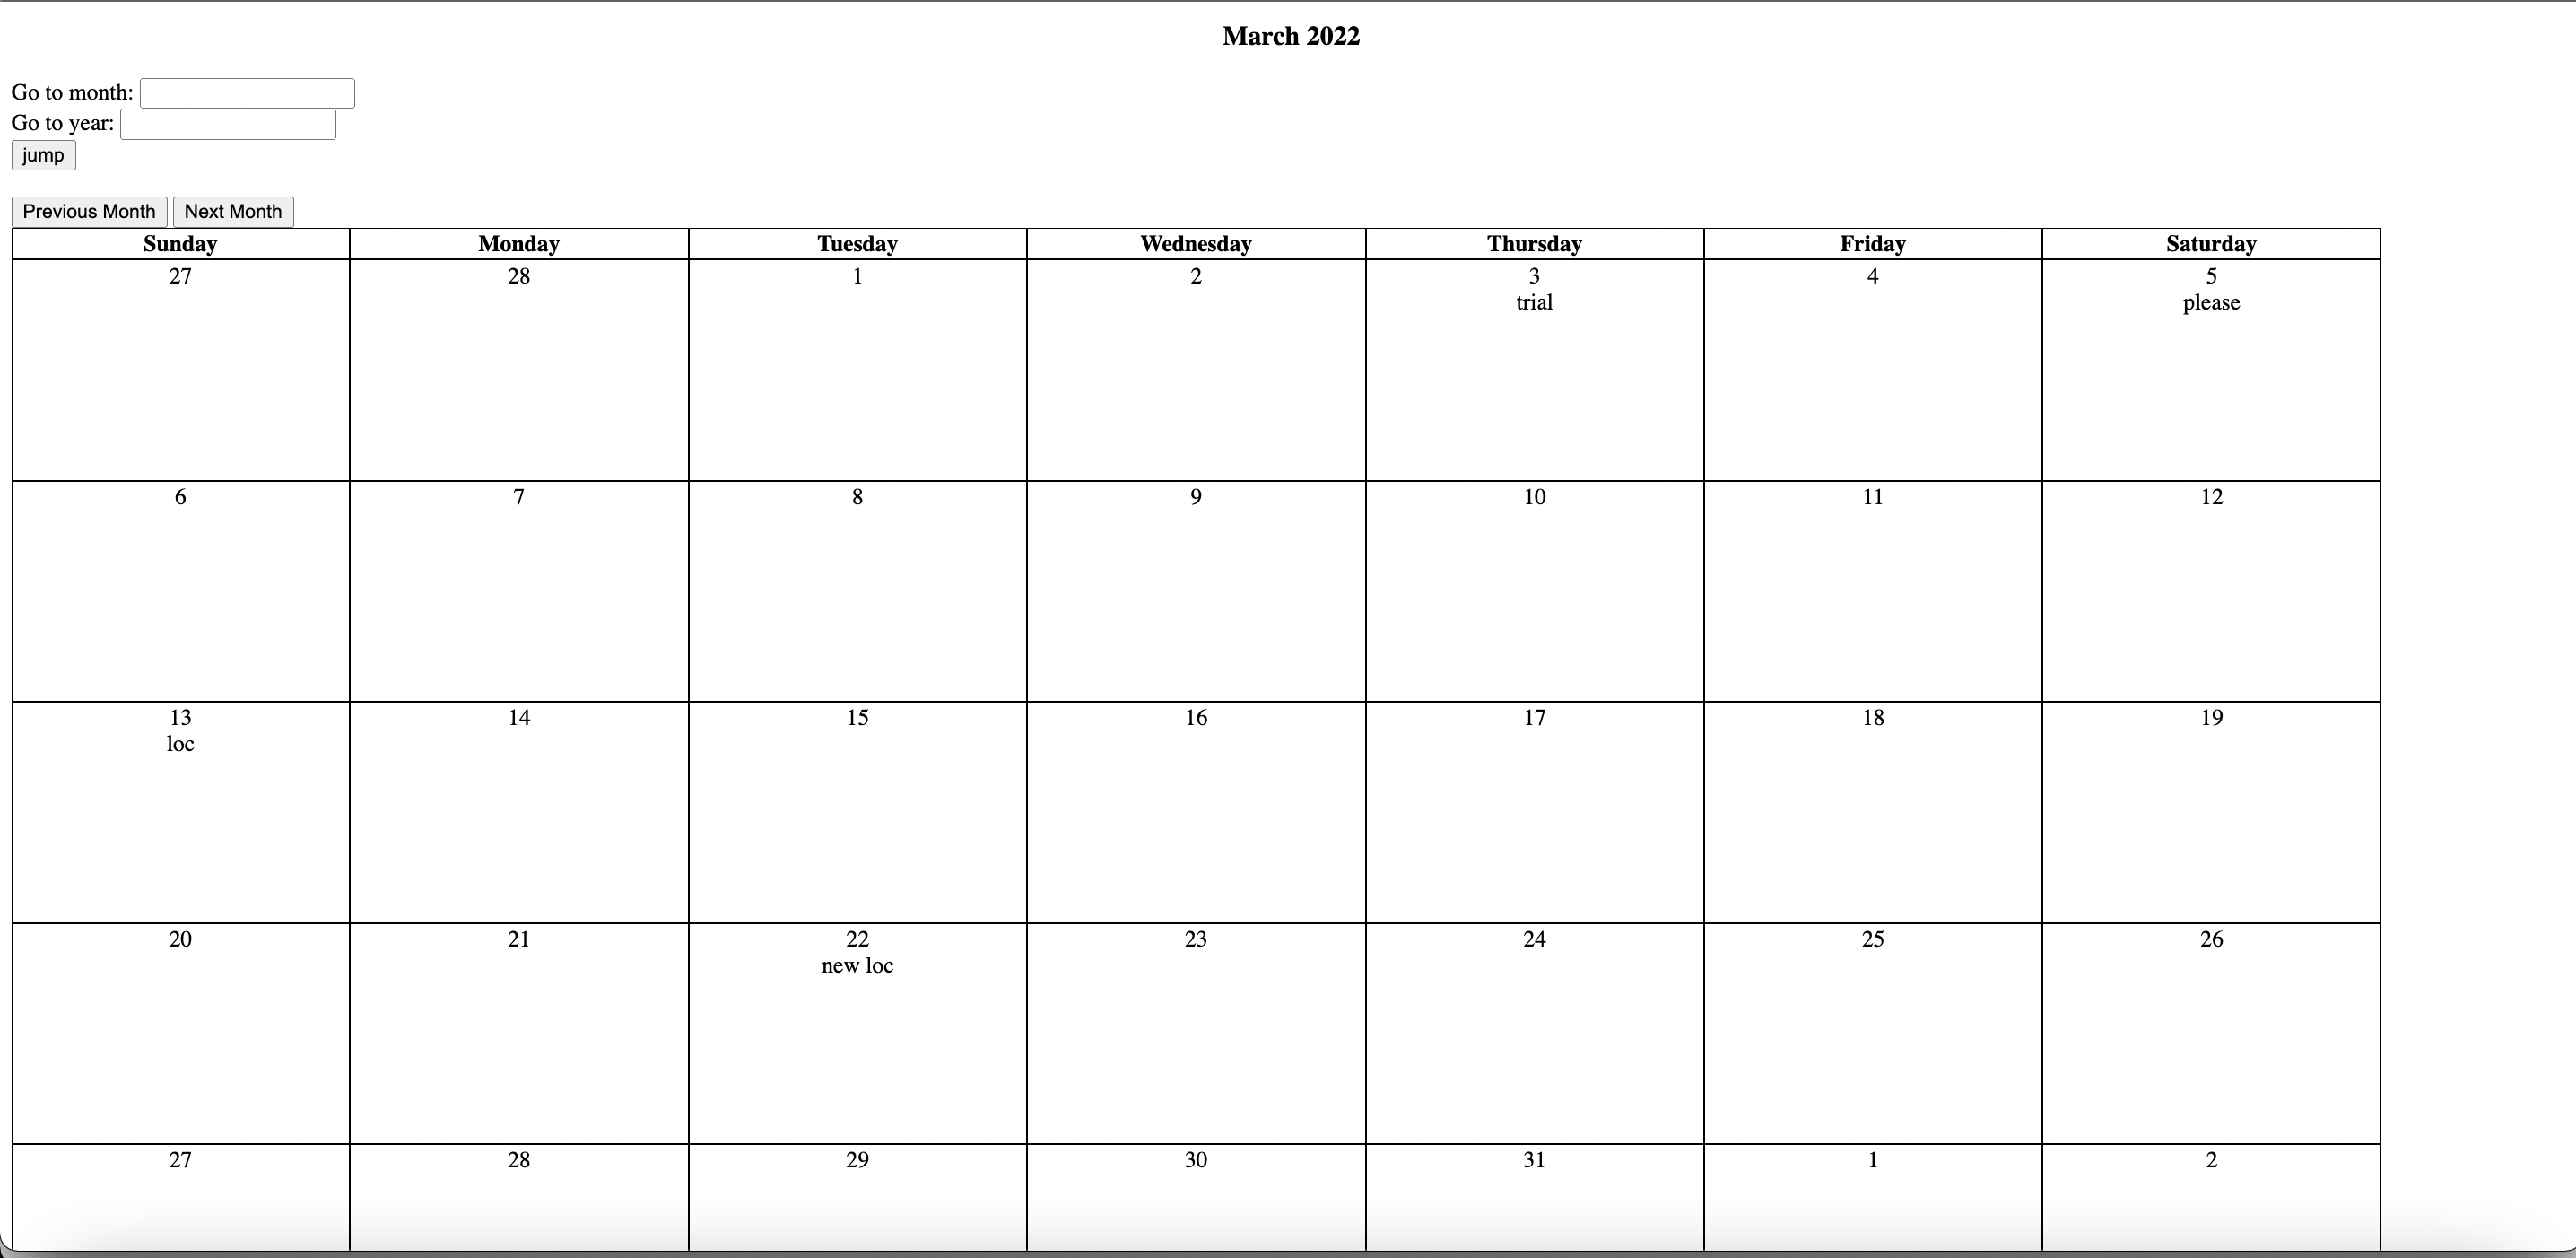 March 2022
Go to month:
Go to year:
jump
Previous Month Next Month
Sunday Monday Tuesday Wednesday Thursday Friday Saturday
27 28 1 2 3 4 5
trial please
6 7 8 9 10 11 12
13 14 15 16 17 18 19
loc
20 21 22 23 24 25 26
new loc
27 28 29 30 31 1 2